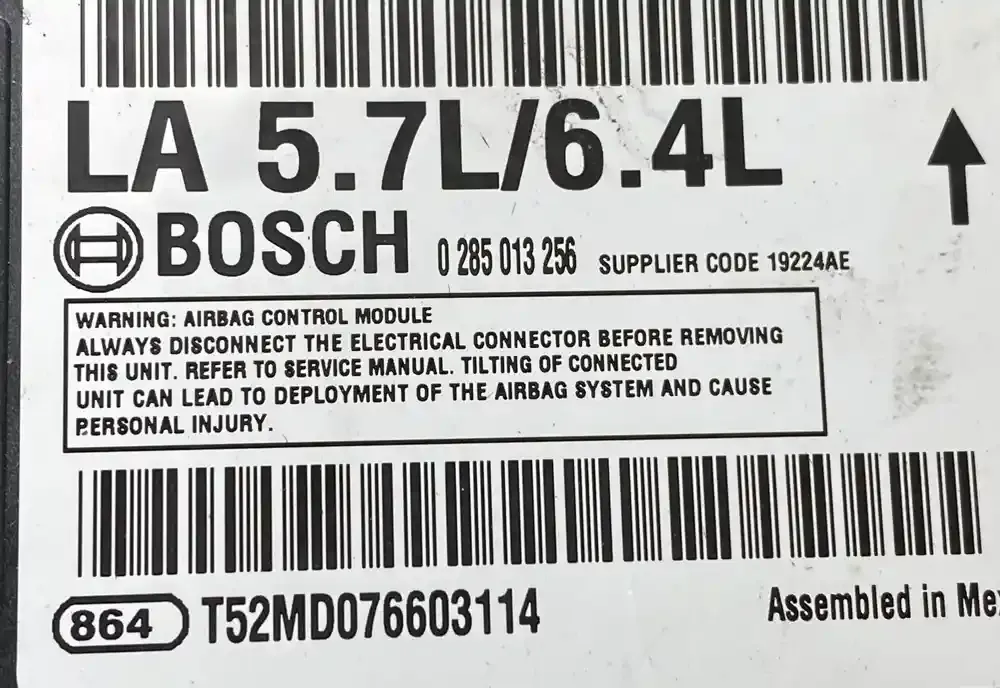 LA 5.7L/6.4L
BOSCH 0 285 013 256 SUPPLIER CODE 19224AE
WARNING: AIRBAG CONTROL MODULE
ALWAYS DISCONNECT THE ELECTRICAL CONNECTOR BEFORE REMOVING
THIS UNIT. REFER TO SERVICE MANUAL. TILTING OF CONNECTED
UNIT CAN LEAD TO DEPLOYMENT OF THE AIRBAG SYSTEM AND CAUSE
PERSONAL INJURY.
864 T52MD076603114 Assembled in